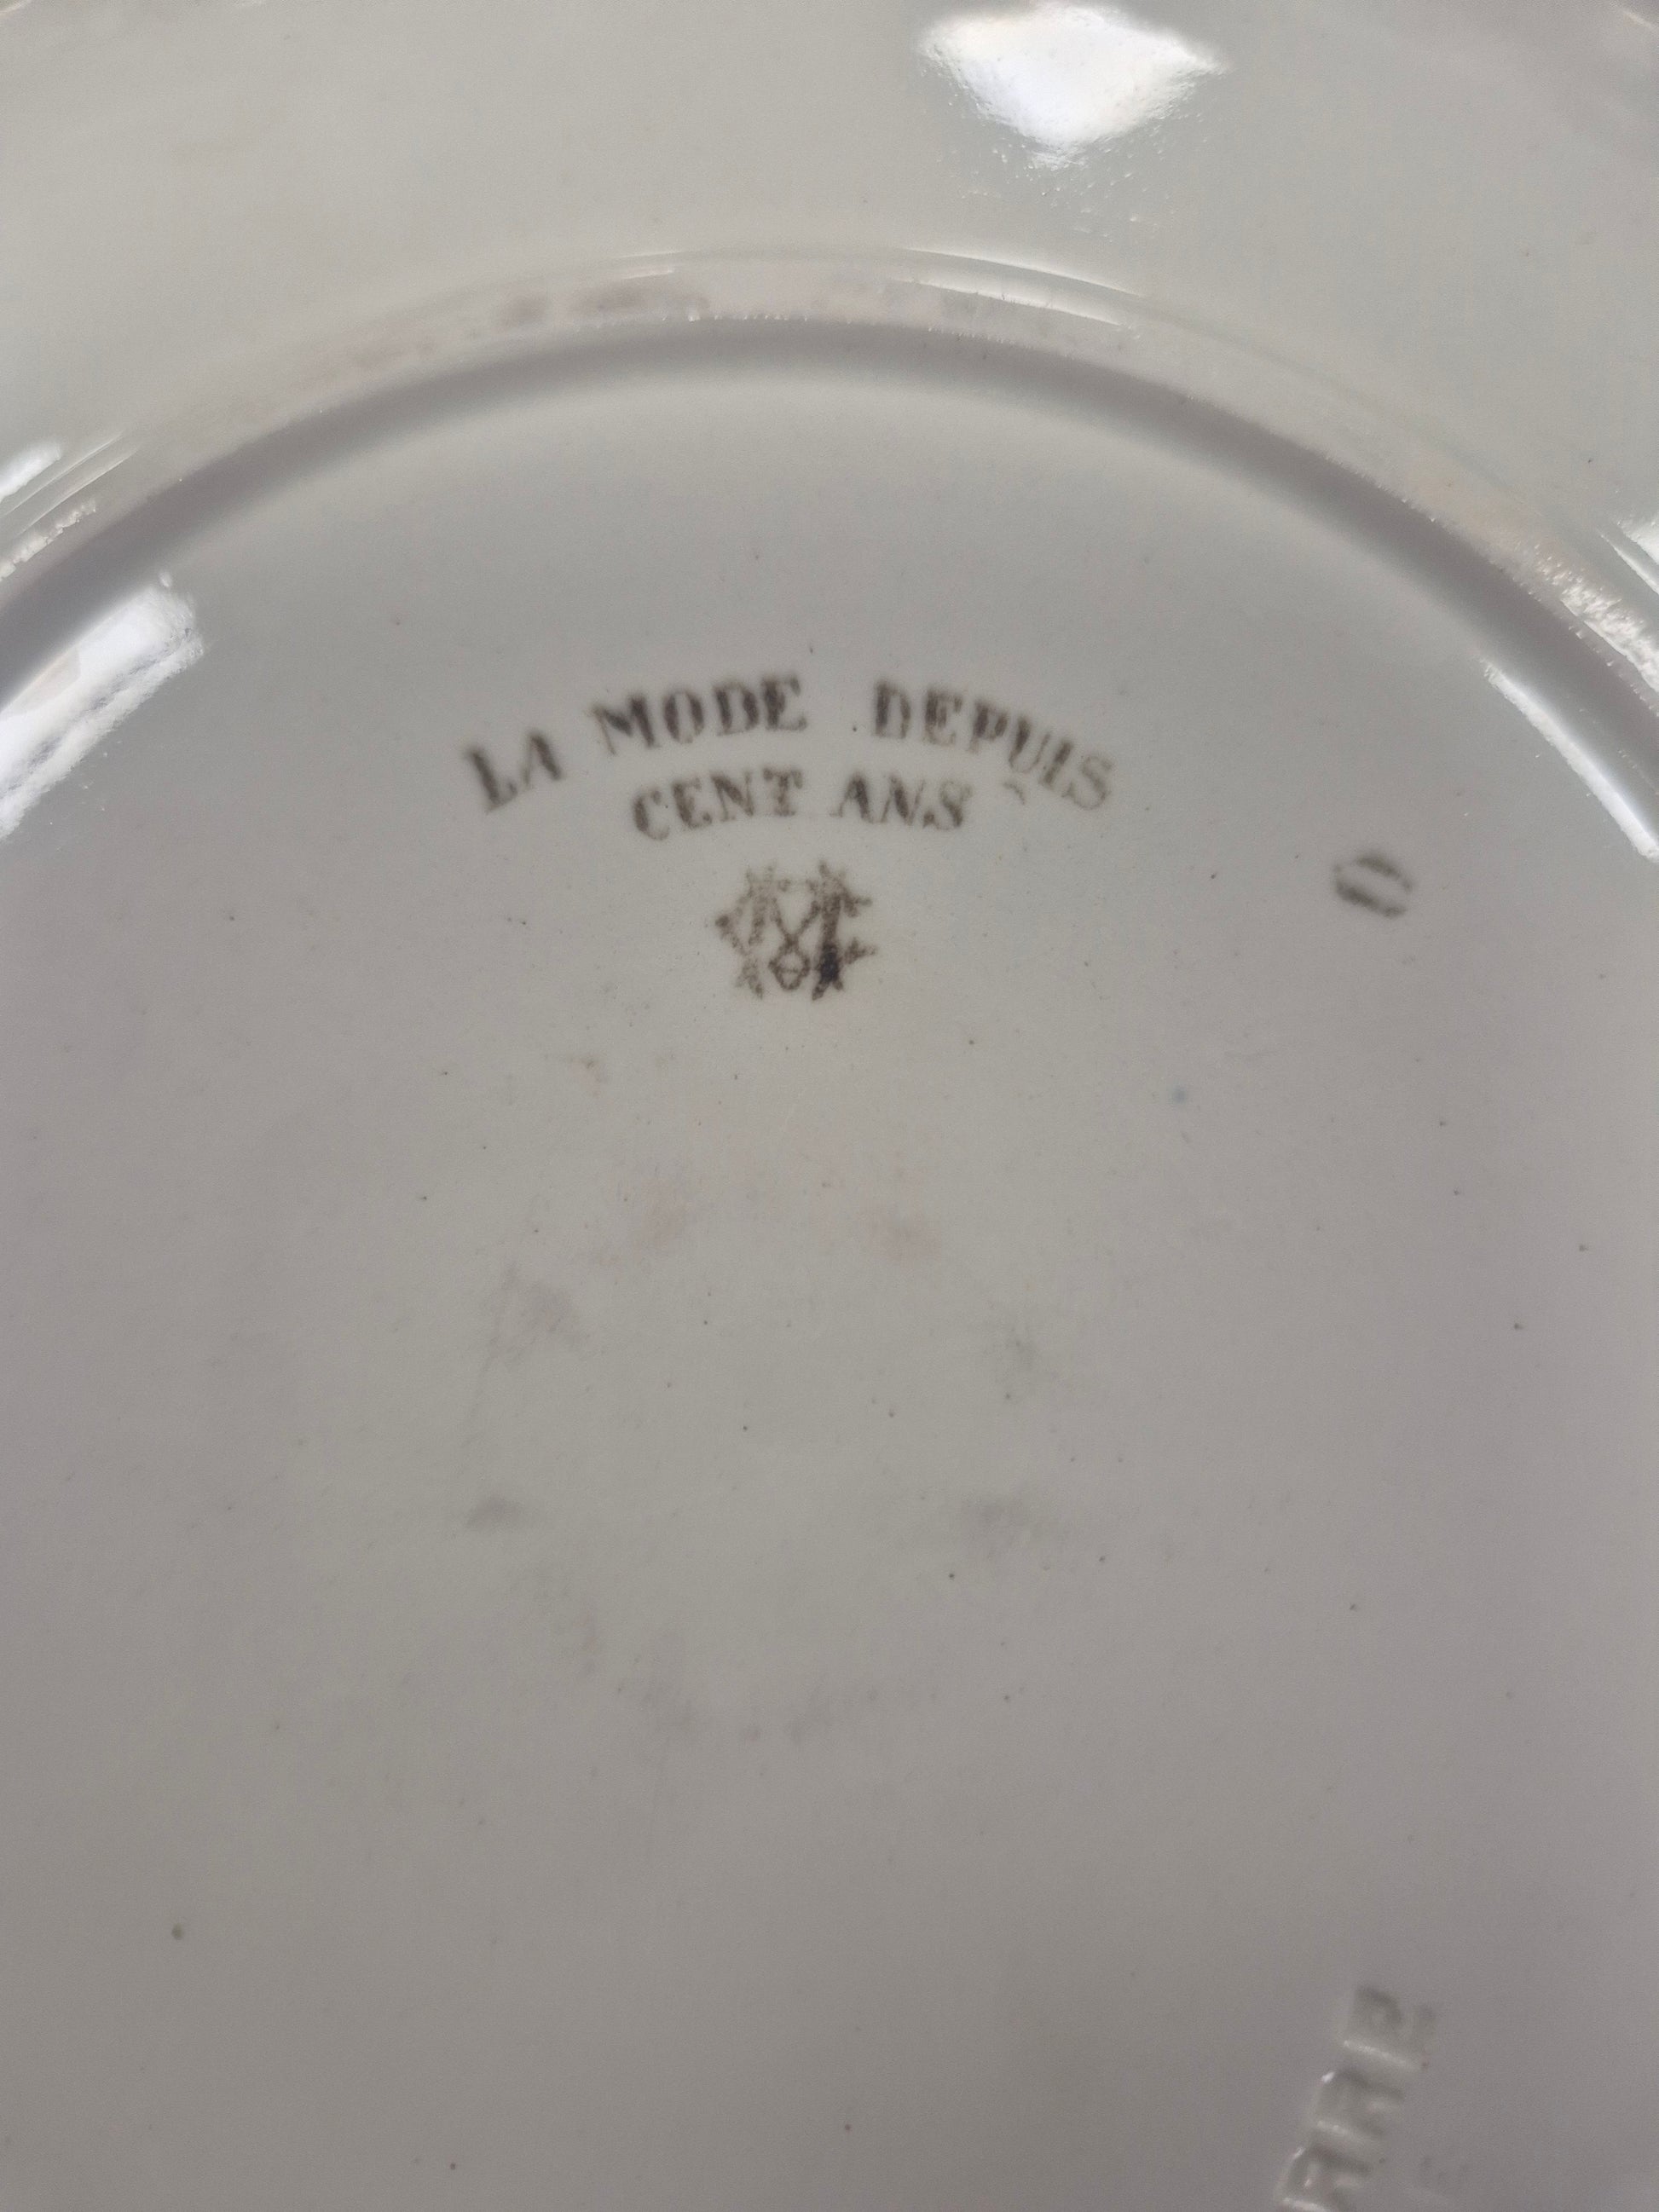 LA MODE DEPUIS
CENT ANS